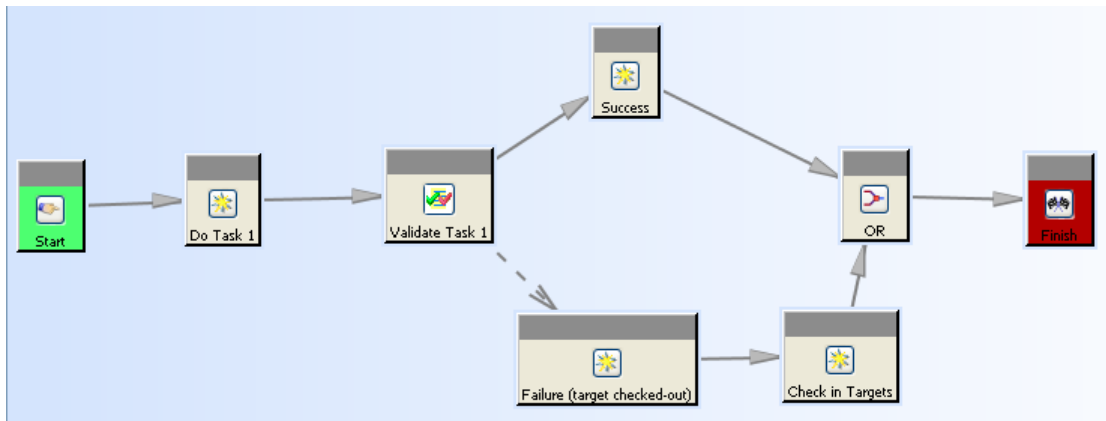 Success
Start
Do Task 1
Validate Task 1
OR
Finish
Failure (target checked-out)
Check in Targets